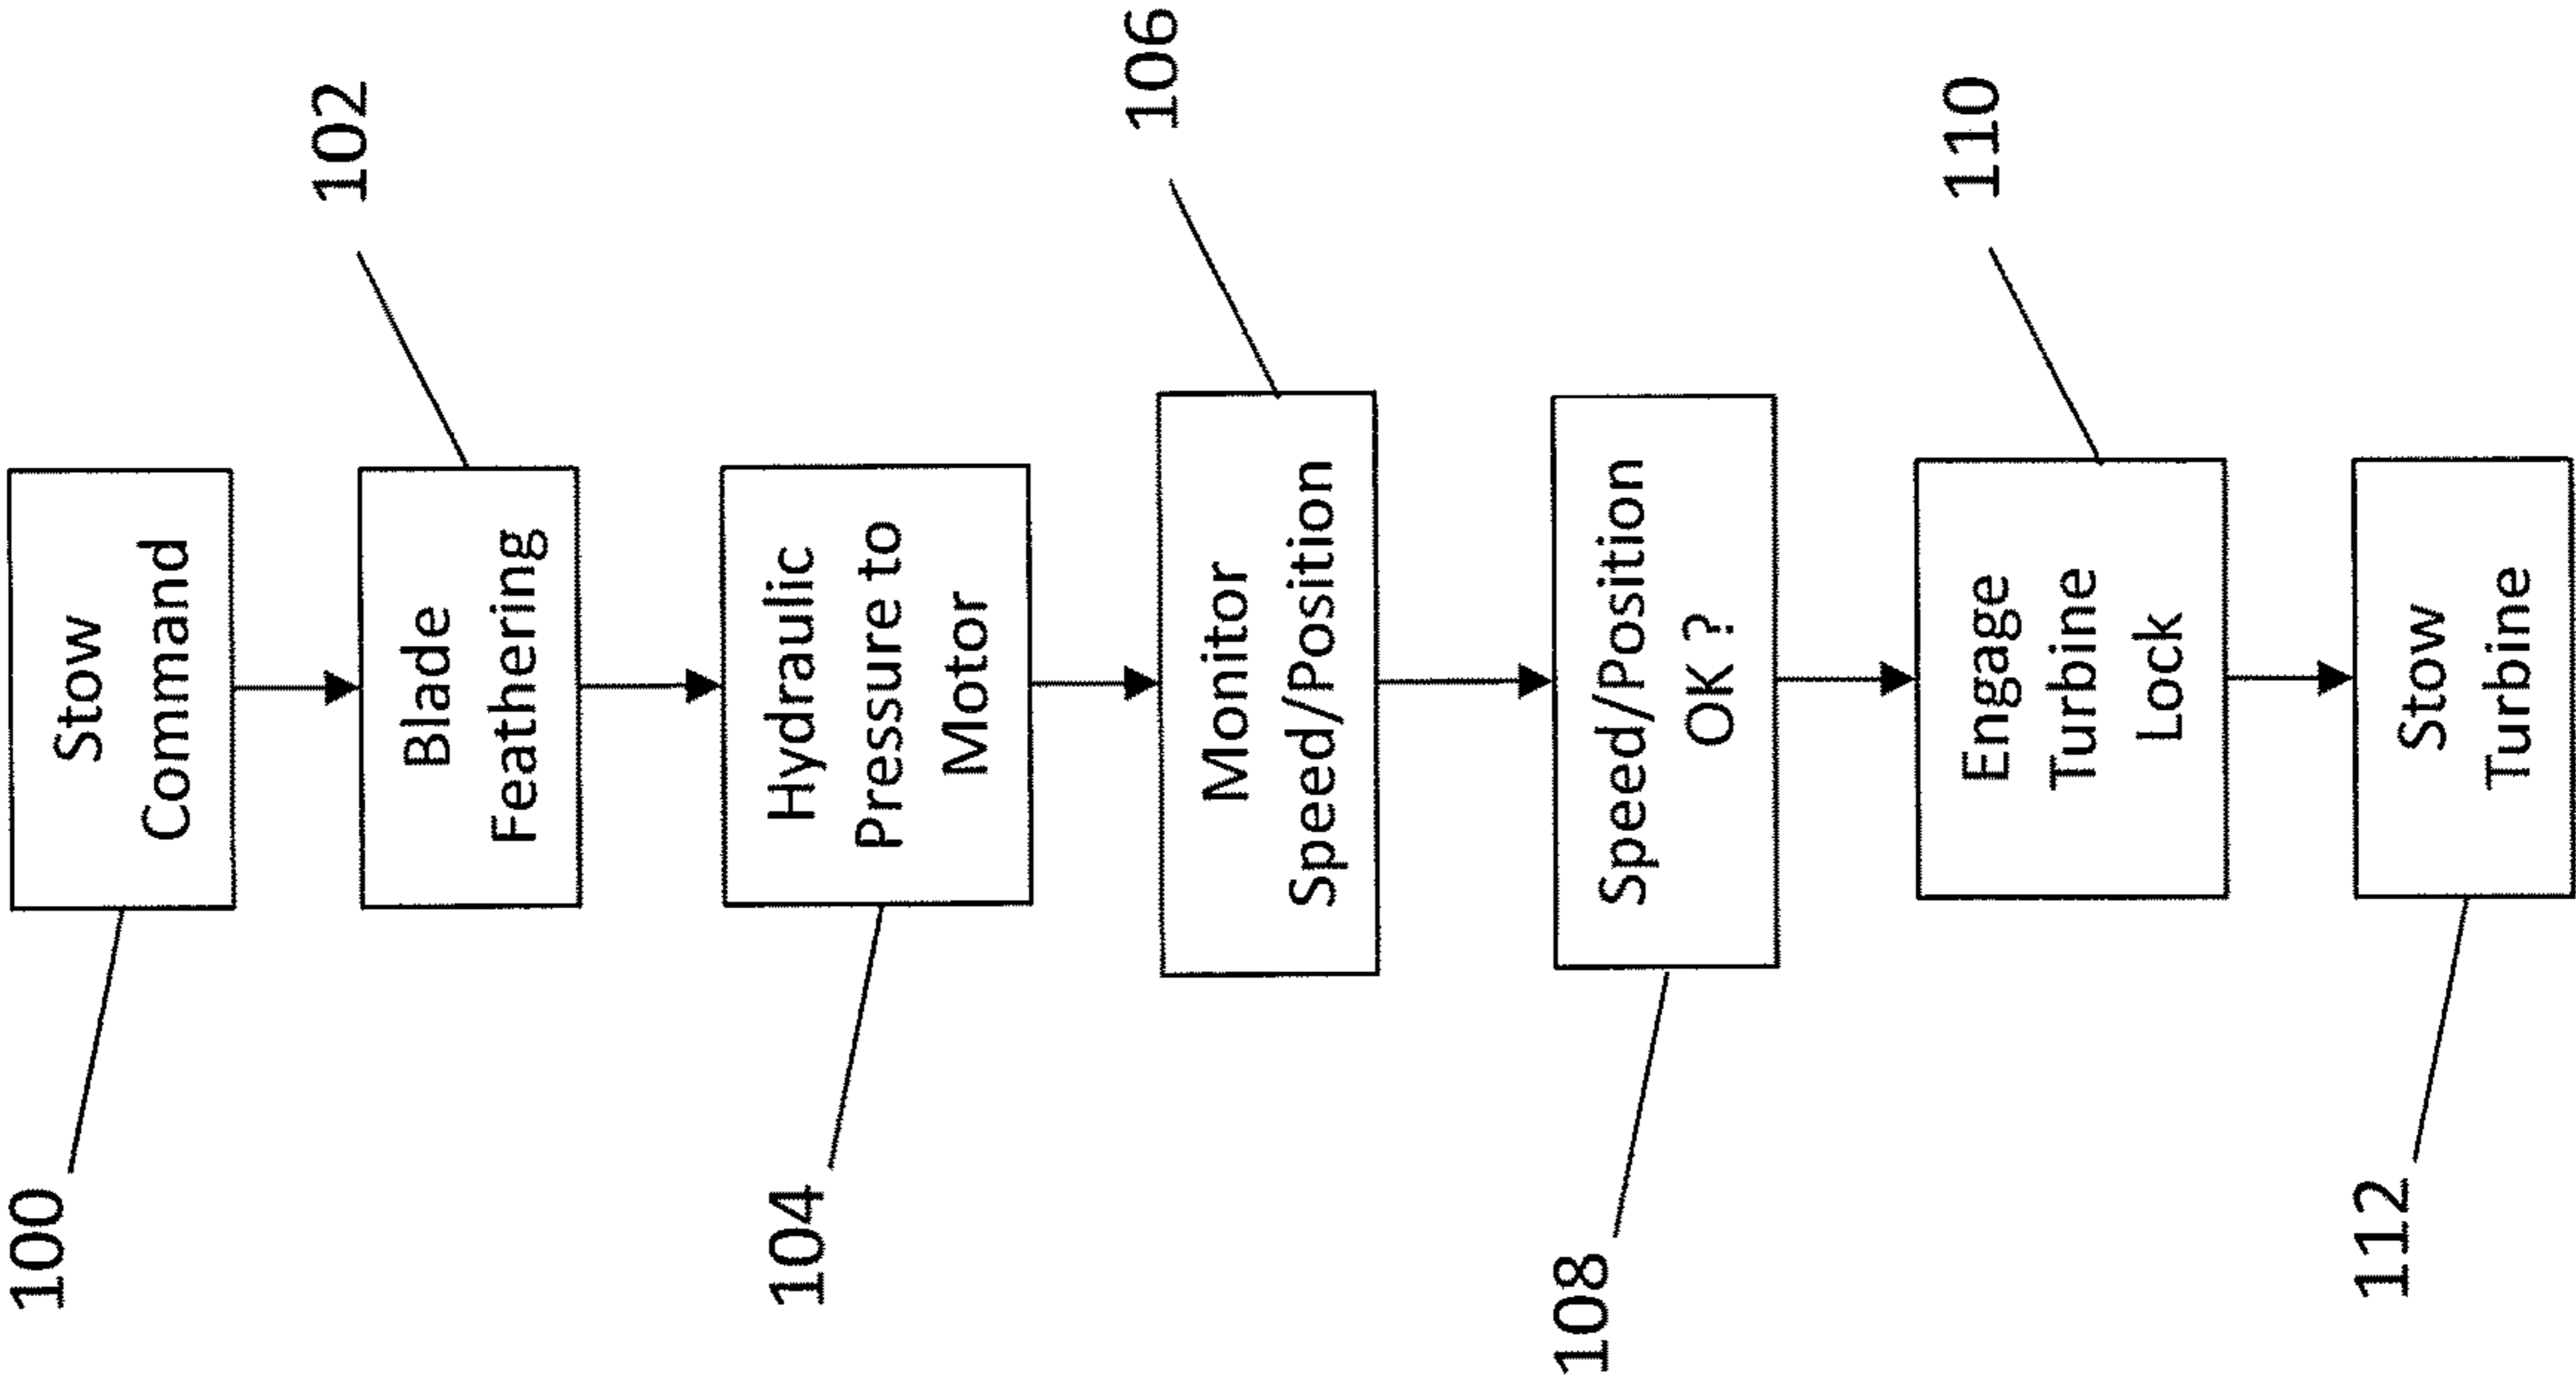 100
Stow
Command
102
Blade
Feathering
104
Hydraulic
Pressure to
Motor
106
Monitor
Speed/Position
108
Speed/Position
OK ?
110
Engage
Turbine
Lock
112
Stow
Turbine